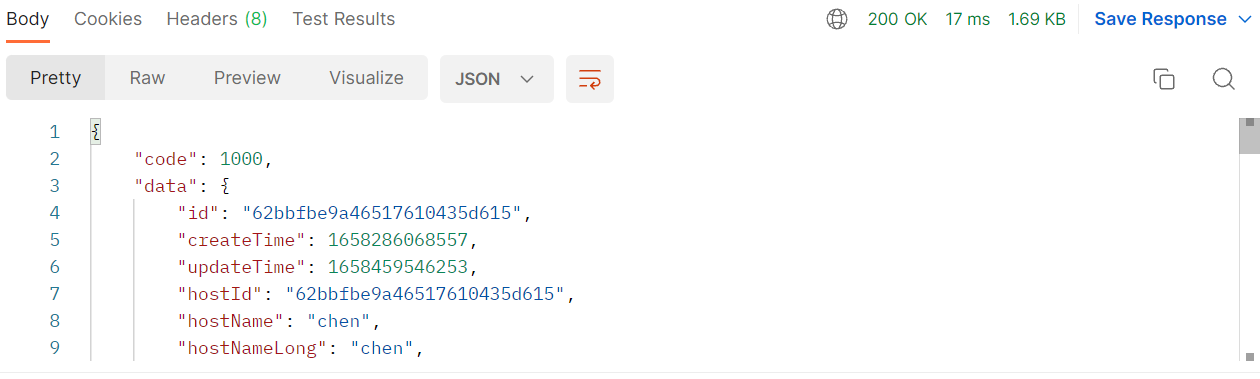 Body Cookies Headers (8) Test Results 200 OK 17 ms 1.69 KB Save Response
Pretty Raw Preview Visualize JSON
1 {
2 "code": 1000,
3 "data": {
4 "id": "62bbfbe9a46517610435d615",
5 "createTime": 1658286068557,
6 "updateTime": 1658459546253,
7 "hostId": "62bbfbe9a46517610435d615",
8 "hostName": "chen",
9 "hostNameLong": "chen",